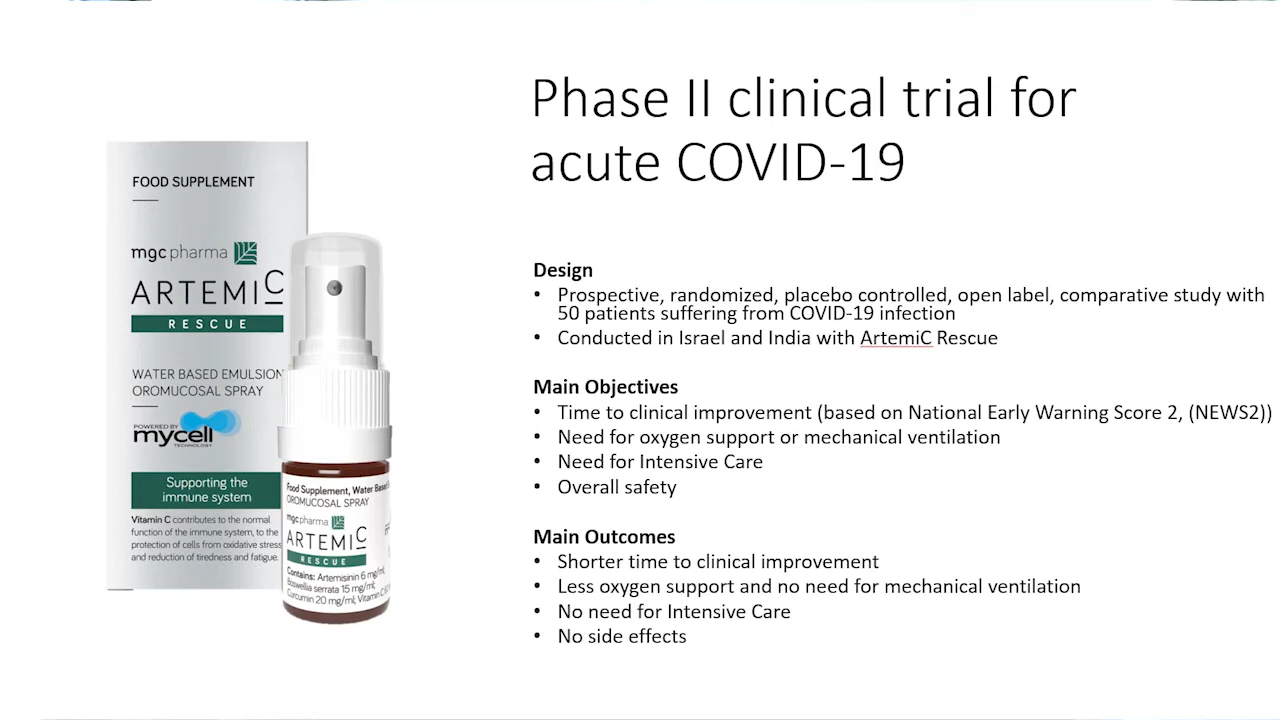 Phase II clinical trial for
acute COVID-19
FOOD SUPPLEMENT
mgc pharma
ARTEMIC
RESCUE
WATER BASED EMULSION
OROMUCOSAL SPRAY
POWERED BY
mycell
TECHNOLOGY
Supporting the
immune system
Vitamin C contributes to the normal
function of the immune system, to the
protection of cells from oxidative stress
and reduction of tiredness and fatigue.
Food Supplement, Water
OROMUCOSAL SPRAY
mgc pharma
ARTEMIC
RESCUE
Contains: Artemisinin 6 mg/ml;
Boswellia serrata 15 mg/ml;
Curcumin 20 mg/ml; Vitamin C
Design
• Prospective, randomized, placebo controlled, open label, comparative study with
50 patients suffering from COVID-19 infection
• Conducted in Israel and India with ArtemiC Rescue
Main Objectives
• Time to clinical improvement (based on National Early Warning Score 2, (NEWS2))
• Need for oxygen support or mechanical ventilation
• Need for Intensive Care
• Overall safety
Main Outcomes
• Shorter time to clinical improvement
• Less oxygen support and no need for mechanical ventilation
• No need for Intensive Care
• No side effects